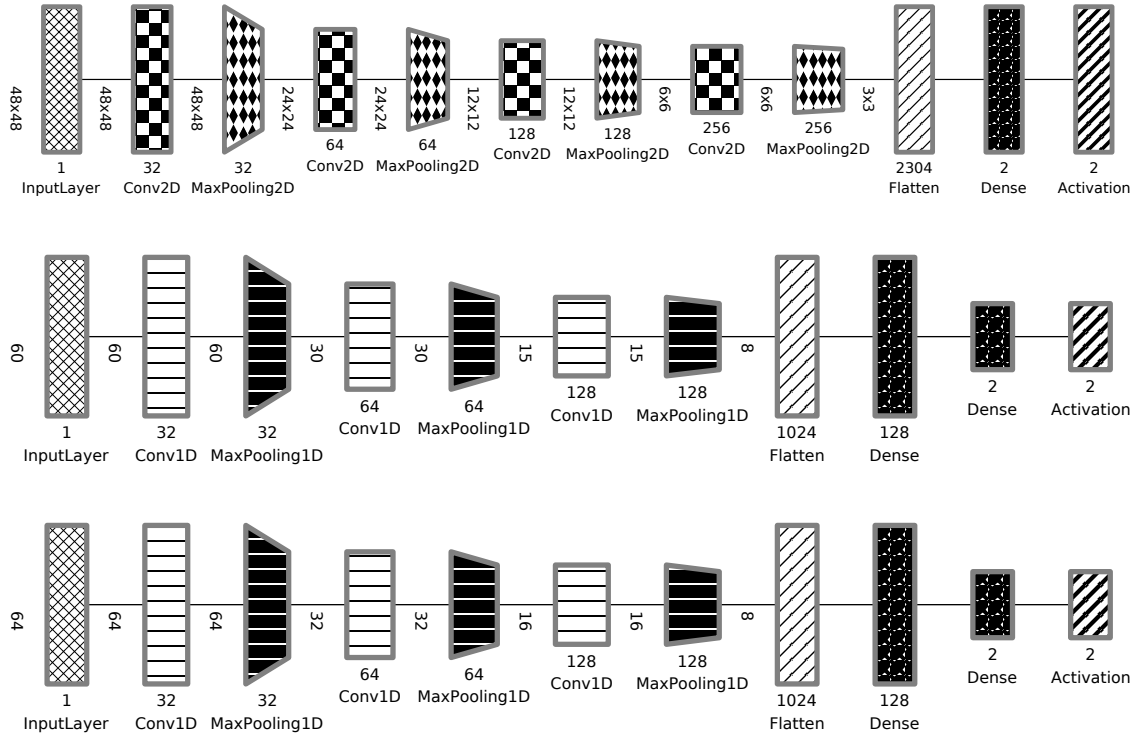 48x48 48x48 48x48 24x24 24x24 12x12 12x12 6x6 6x6 3x3
1 32 32 64 64 128 128 256 256 2304 2 2
InputLayer Conv2D MaxPooling2D Conv2D MaxPooling2D Conv2D MaxPooling2D Conv2D MaxPooling2D Flatten Dense Activation
60 60 60 30 30 15 15 8
1 32 32 64 64 128 128 1024 128 2 2
InputLayer Conv1D MaxPooling1D Conv1D MaxPooling1D Conv1D MaxPooling1D Flatten Dense Dense Activation
64 64 64 32 32 16 16 8
1 32 32 64 64 128 128 1024 128 2 2
InputLayer Conv1D MaxPooling1D Conv1D MaxPooling1D Conv1D MaxPooling1D Flatten Dense Dense Activation